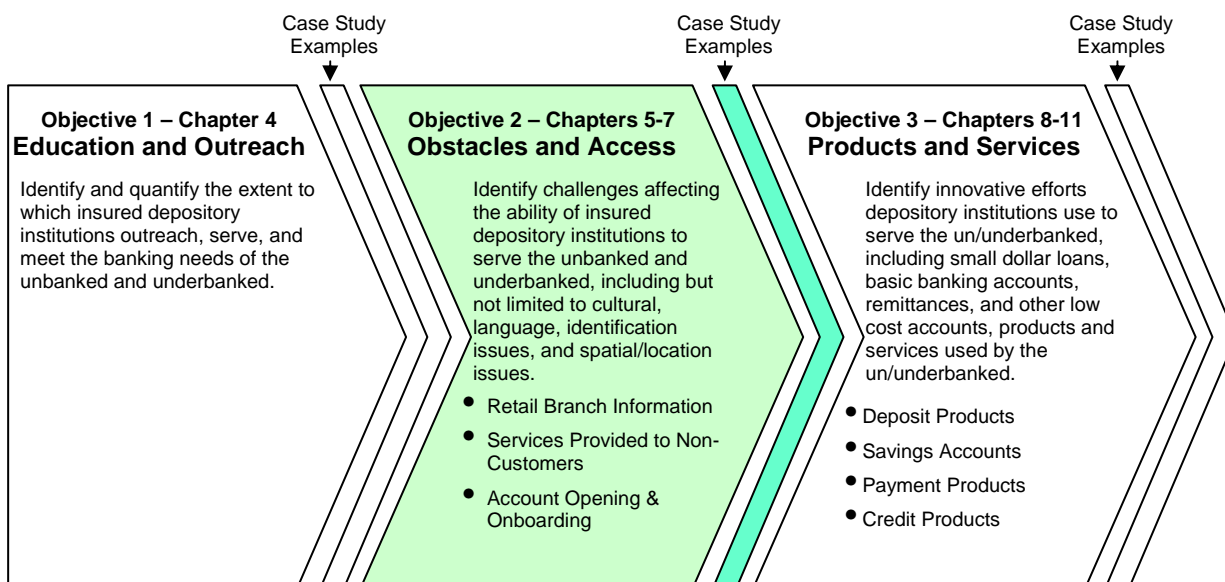 Case Study
Examples
Case Study
Examples
Case Study
Examples
Objective 1 – Chapter 4
Education and Outreach
Identify and quantify the extent to
which insured depository
institutions outreach, serve, and
meet the banking needs of the
unbanked and underbanked.
Objective 2 – Chapters 5-7
Obstacles and Access
Identify challenges affecting
the ability of insured
depository institutions to
serve the unbanked and
underbanked, including but
not limited to cultural,
language, identification
issues, and spatial/location
issues.
• Retail Branch Information
• Services Provided to Non-
Customers
• Account Opening &
Onboarding
Objective 3 – Chapters 8-11
Products and Services
Identify innovative efforts
depository institutions use to
serve the un/underbanked,
including small dollar loans,
basic banking accounts,
remittances, and other low
cost accounts, products and
services used by the
un/underbanked.
• Deposit Products
• Savings Accounts
• Payment Products
• Credit Products